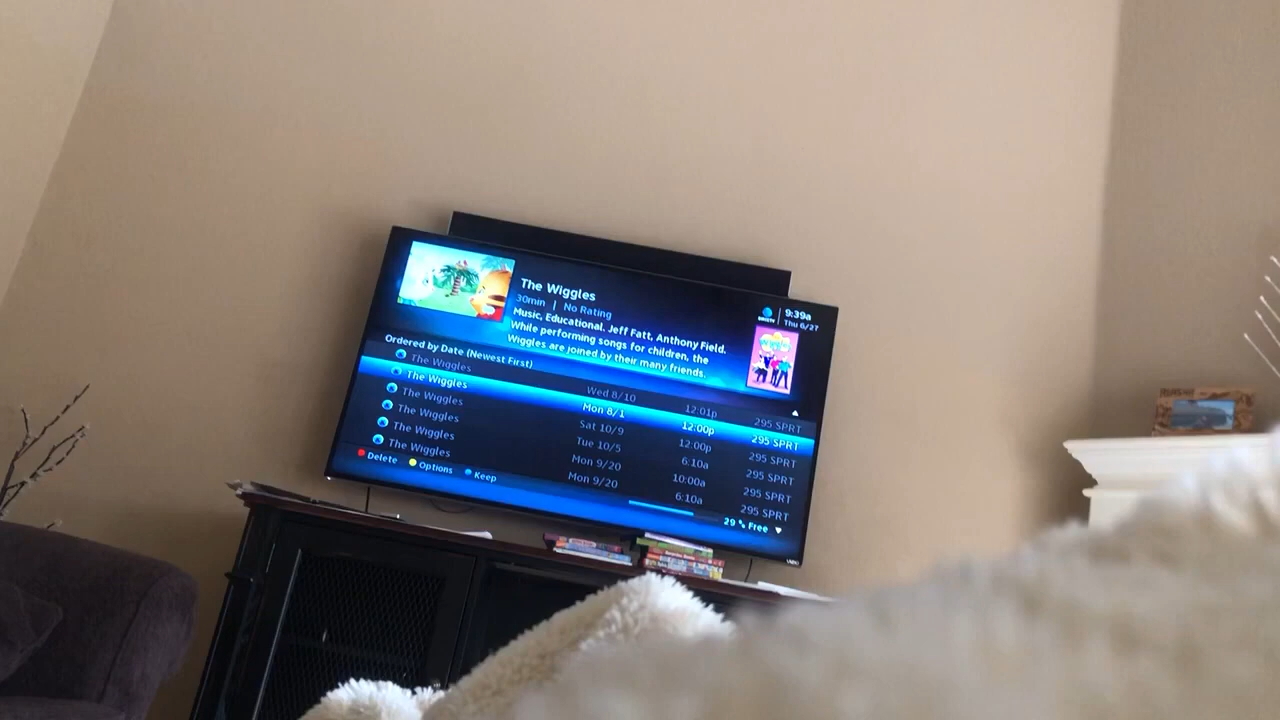 The Wiggles
30min | No Rating
Music, Educational. Jeff Fatt, Anthony Field.
While performing songs for children, the
Wiggles are joined by their many friends.
DIRECTV
9:39a
Thu 6/27
Ordered by Date (Newest First)
The Wiggles Wed 8/10 12:01p 295 SPRT
The Wiggles Mon 8/1 12:00p 295 SPRT
The Wiggles Sat 10/9 12:00p 295 SPRT
The Wiggles Tue 10/5 6:10a 295 SPRT
The Wiggles Mon 9/20 10:00a 295 SPRT
The Wiggles Mon 9/20 6:10a 295 SPRT
Delete Options Keep
29 % Free
VIZIO